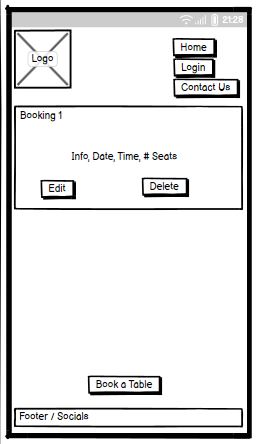 21:28
Logo
Home
Login
Contact Us
Booking 1
Info, Date, Time, # Seats
Edit
Delete
Book a Table
Footer / Socials